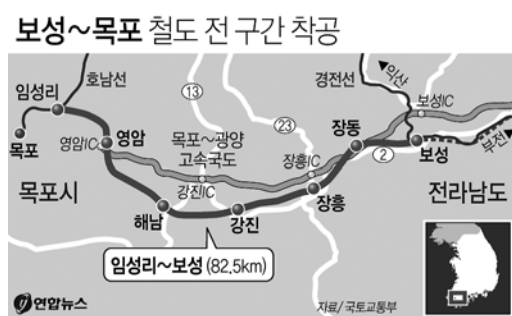 보성~목포 철도 전 구간 착공
임성리
호남선
13
경전선
익산
보성IC
목포
영암IC
영암
목포~광양
고속국도
23
장동
2
보성
부전
장흥IC
목포시
강진IC
장흥
전라남도
해남
강진
임성리~보성 (82.5km)
연합뉴스
자료/국토교통부